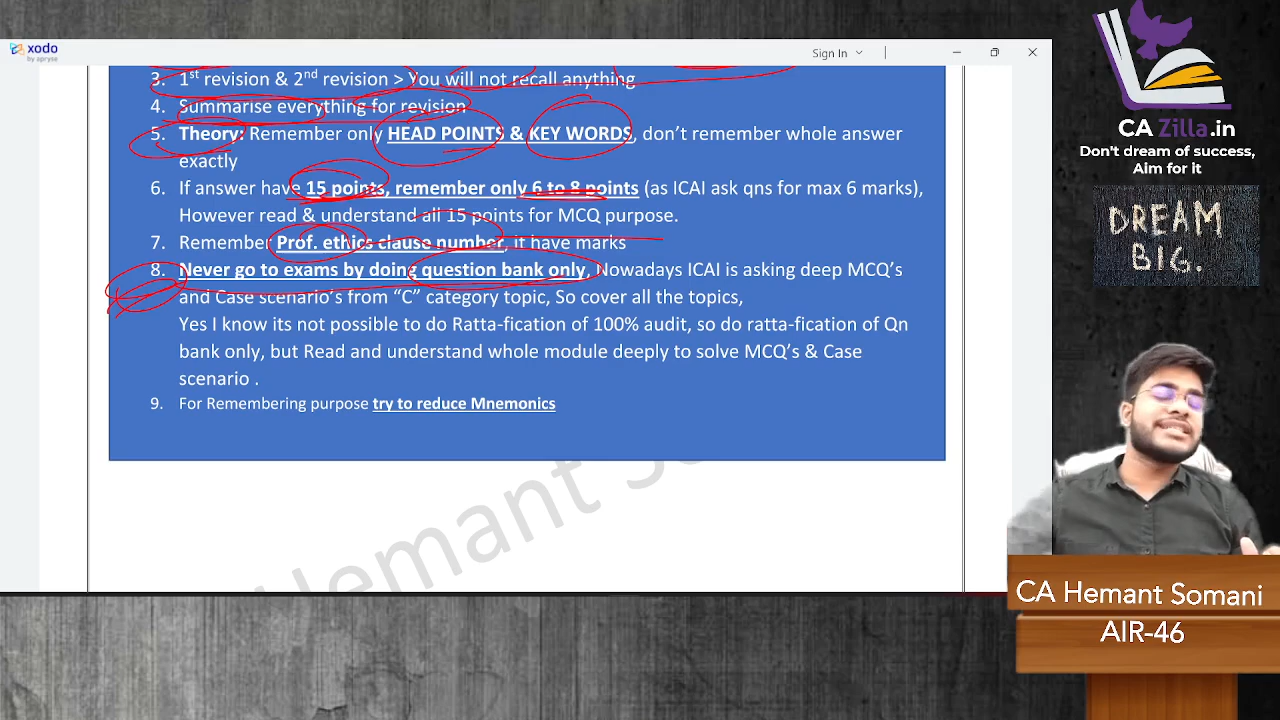 xodo
by apryse
Sign In
3. 1st revision & 2nd revision > You will not recall anything
4. Summarise everything for revision
5. Theory: Remember only HEAD POINTS & KEY WORDS, don’t remember whole answer
exactly
6. If answer have 15 points, remember only 6 to 8 points (as ICAI ask qns for max 6 marks),
However read & understand all 15 points for MCQ purpose.
7. Remember Prof. ethics clause number, if have marks
8. Never go to exams by doing question bank only, Nowadays ICAI is asking deep MCQ’s
and Case scenario’s from “C” category topic, So cover all the topics,
Yes I know its not possible to do Ratta-fication of 100% audit, so do ratta-fication of Qn
bank only, but Read and understand whole module deeply to solve MCQ’s & Case
scenario .
9. For Remembering purpose try to reduce Mnemonics
Hemant S
CA Zilla.in
Don't dream of success,
Aim for it
DREAM
BIG.
CA Hemant Somani
AIR-46